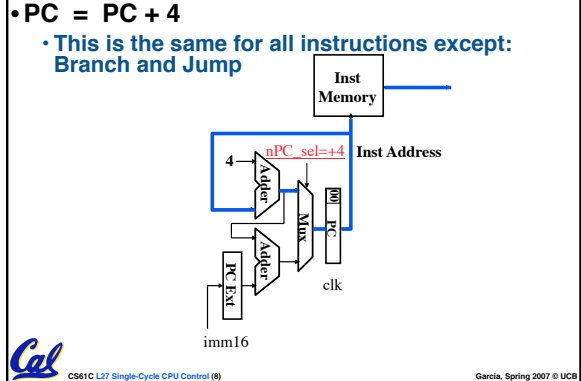 • PC = PC + 4
• This is the same for all instructions except:
Branch and Jump
Inst
Memory
nPC_sel=+4
Inst Address
4
Adder
00
Mux
PC
Adder
PC Ext
clk
imm16
Cal
CS61C L27 Single-Cycle CPU Control (8)
Garcia, Spring 2007 © UCB